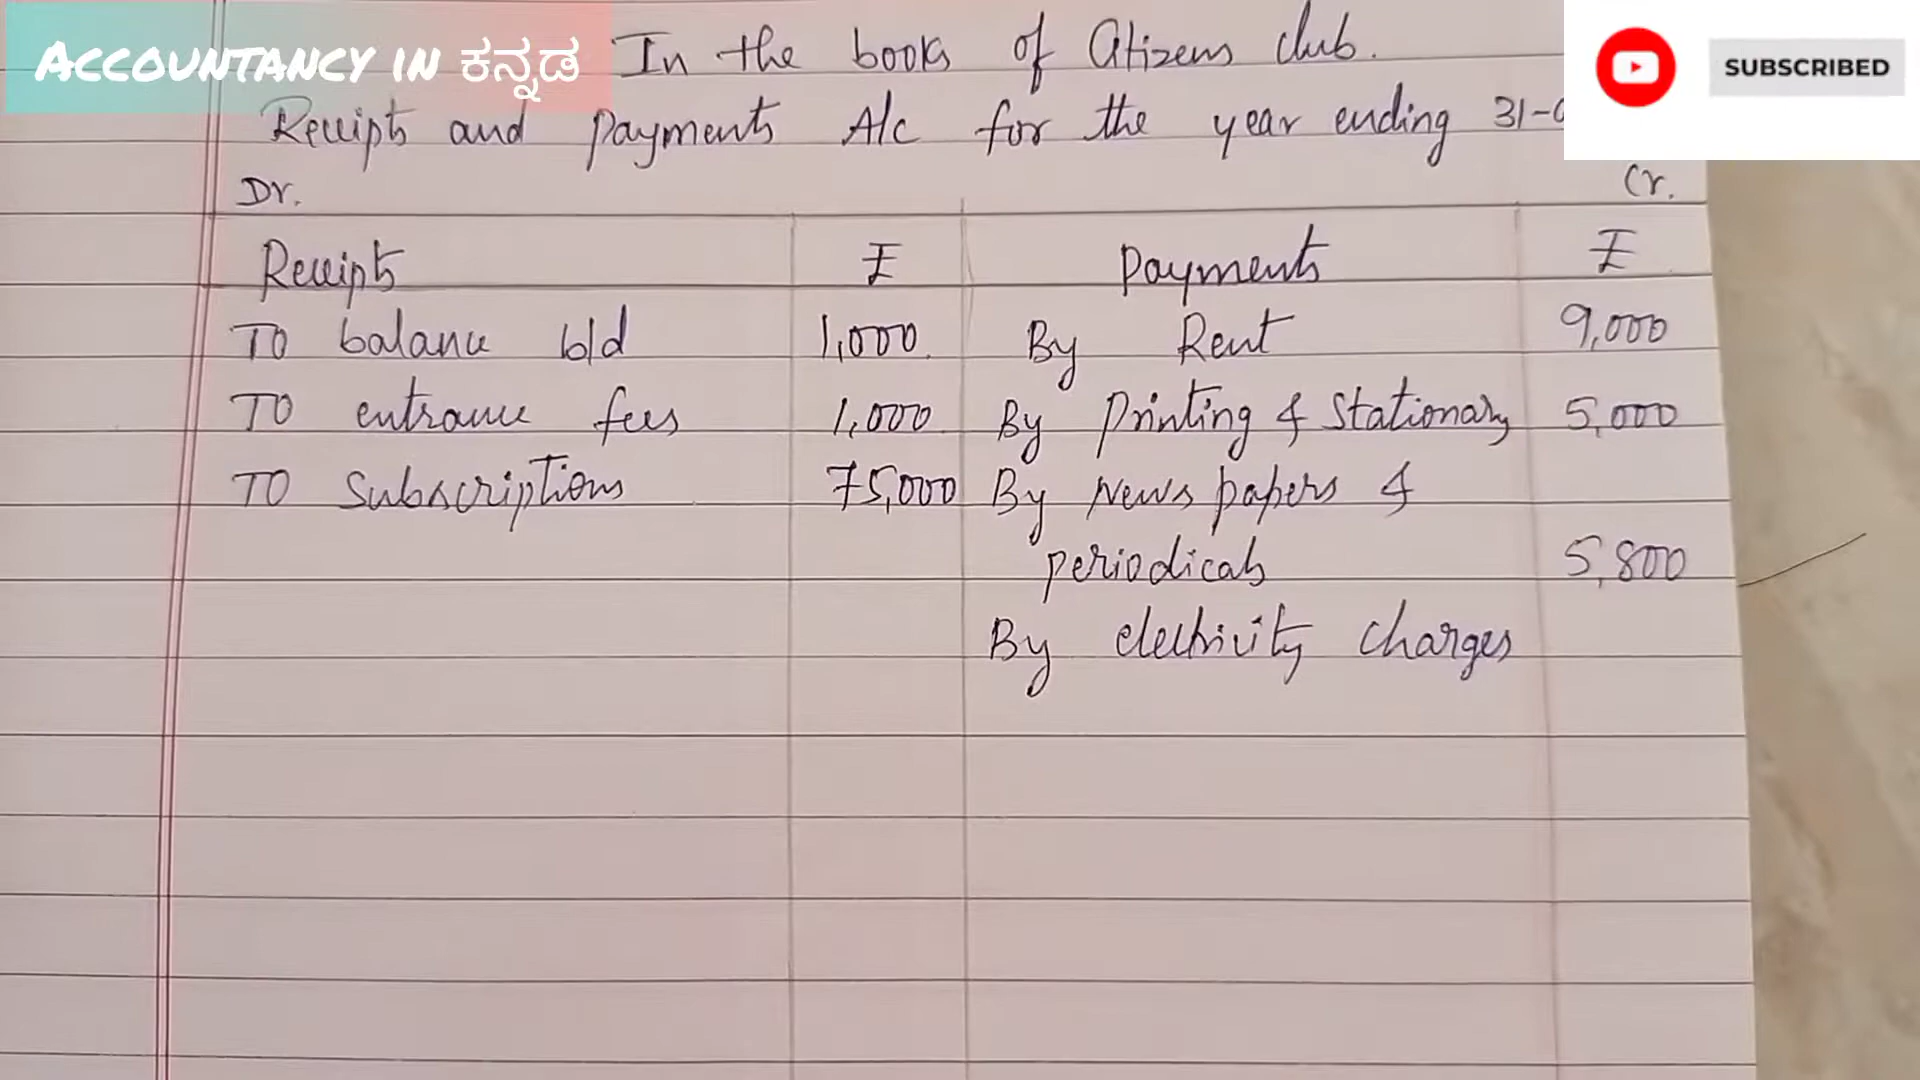 ACCOUNTANCY IN ಕನ್ನಡ
SUBSCRIBED
In the books of Citizens club.
Receipts and payments A/c for the year ending 31-0
Dr. Cr.
Receipts ₹ payments ₹
TO balance b/d 1,000. By Rent 9,000
TO entrance fees 1,000 By printing & Stationary 5,000
TO Subscriptions 75,000 By News papers &
periodicals 5,800
By electricity charges